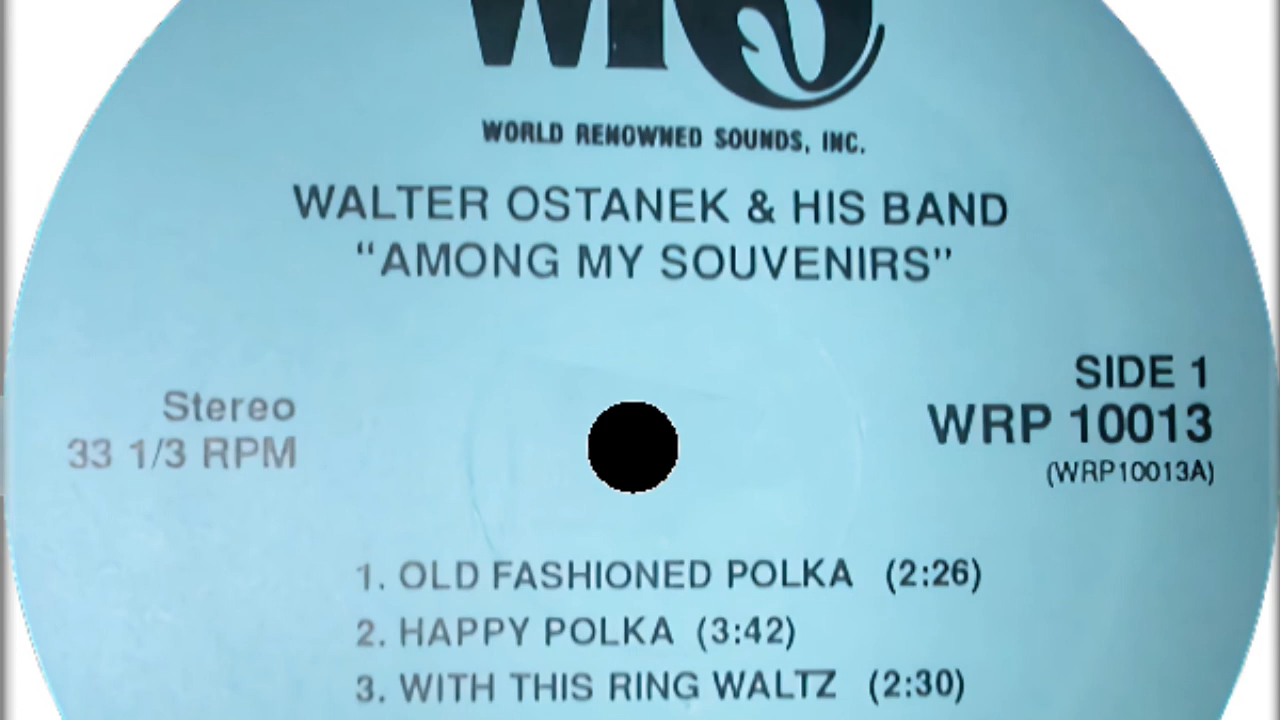 WORLD RENOWNED SOUNDS, INC.
WALTER OSTANEK & HIS BAND
“AMONG MY SOUVENIRS”
Stereo
33 1/3 RPM
SIDE 1
WRP 10013
(WRP10013A)
1. OLD FASHIONED POLKA (2:26)
2. HAPPY POLKA (3:42)
3. WITH THIS RING WALTZ (2:30)